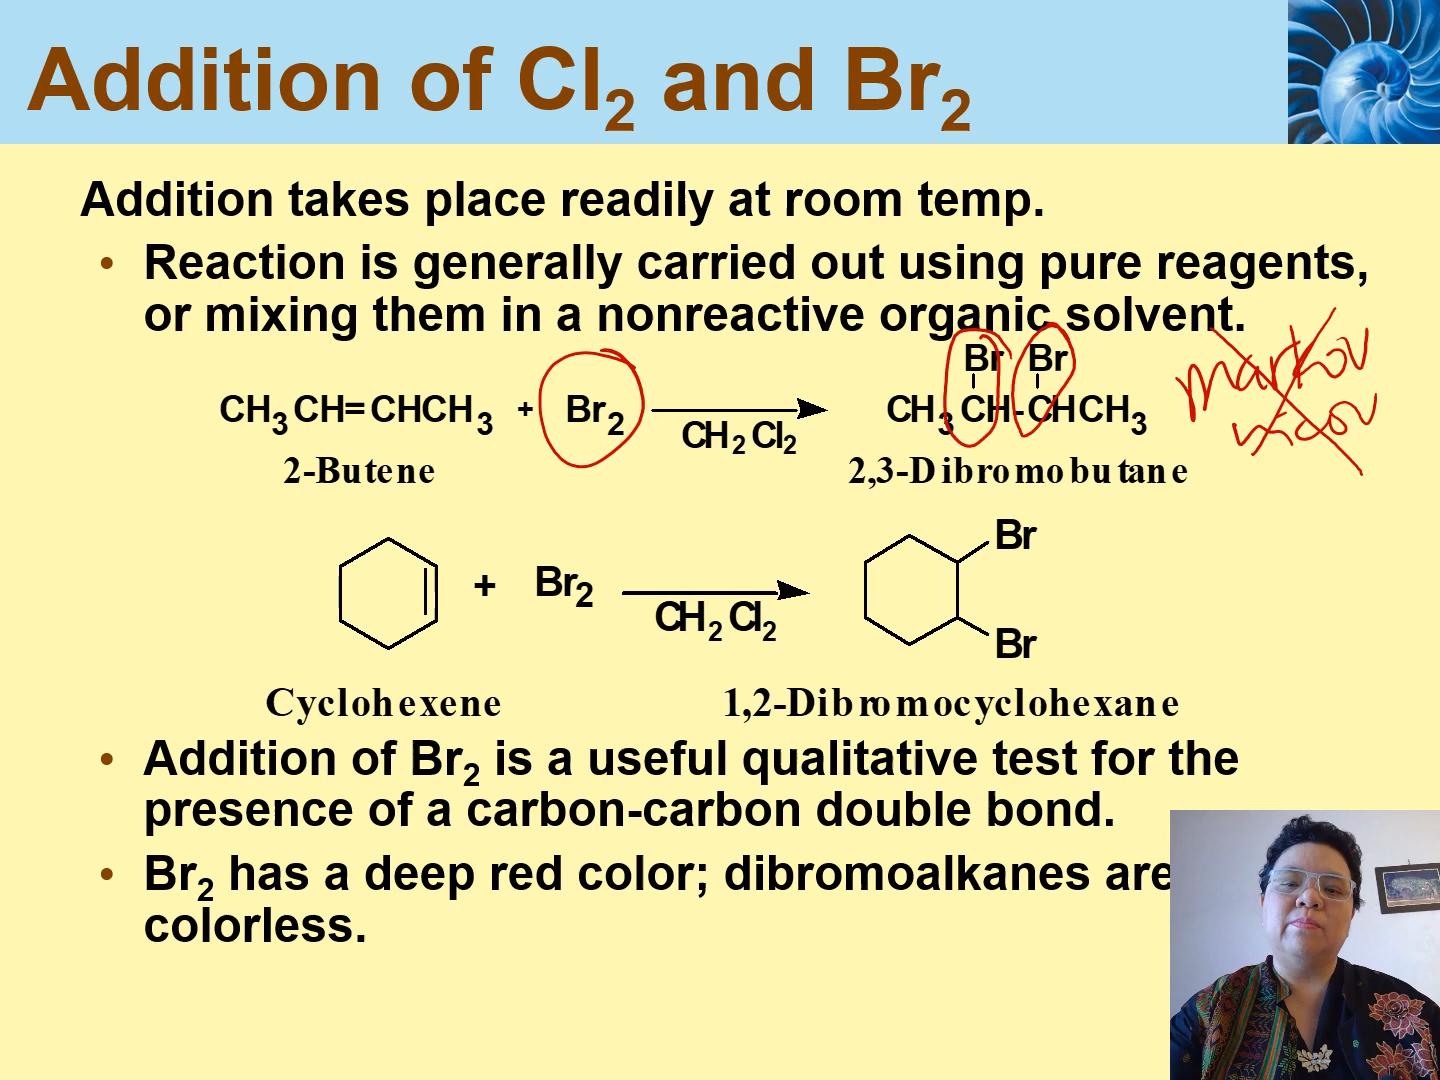 Addition of Cl2 and Br2
Addition takes place readily at room temp.
• Reaction is generally carried out using pure reagents,
or mixing them in a nonreactive organic solvent.
Br Br
CH3CH=CHCH3 + Br2 CH2Cl2 CH3CH-CHCH3
markov
nikov
2-Butene 2,3-Dibromobutane
Br
+ Br2 CH2Cl2
Br
Cyclohexene 1,2-Dibromocyclohexane
• Addition of Br2 is a useful qualitative test for the
presence of a carbon-carbon double bond.
• Br2 has a deep red color; dibromoalkanes are
colorless.